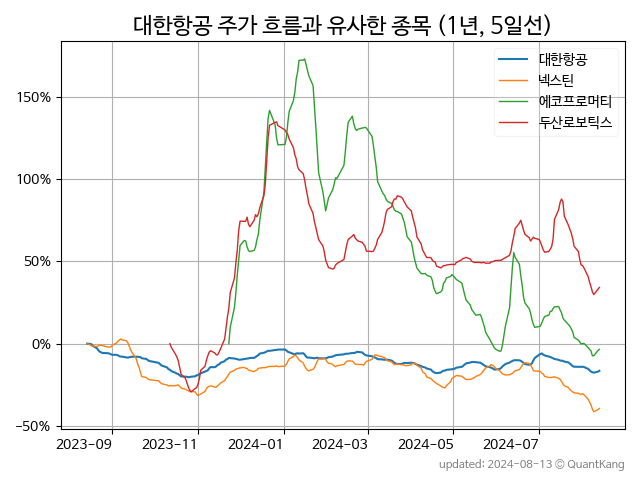 대한항공 주가 흐름과 유사한 종목 (1년, 5일선)
대한항공
넥스틴
에코프로머티
두산로보틱스
150%
100%
50%
0%
−50%
2023-09 2023-11 2024-01 2024-03 2024-05 2024-07
updated: 2024-08-13 © QuantKang